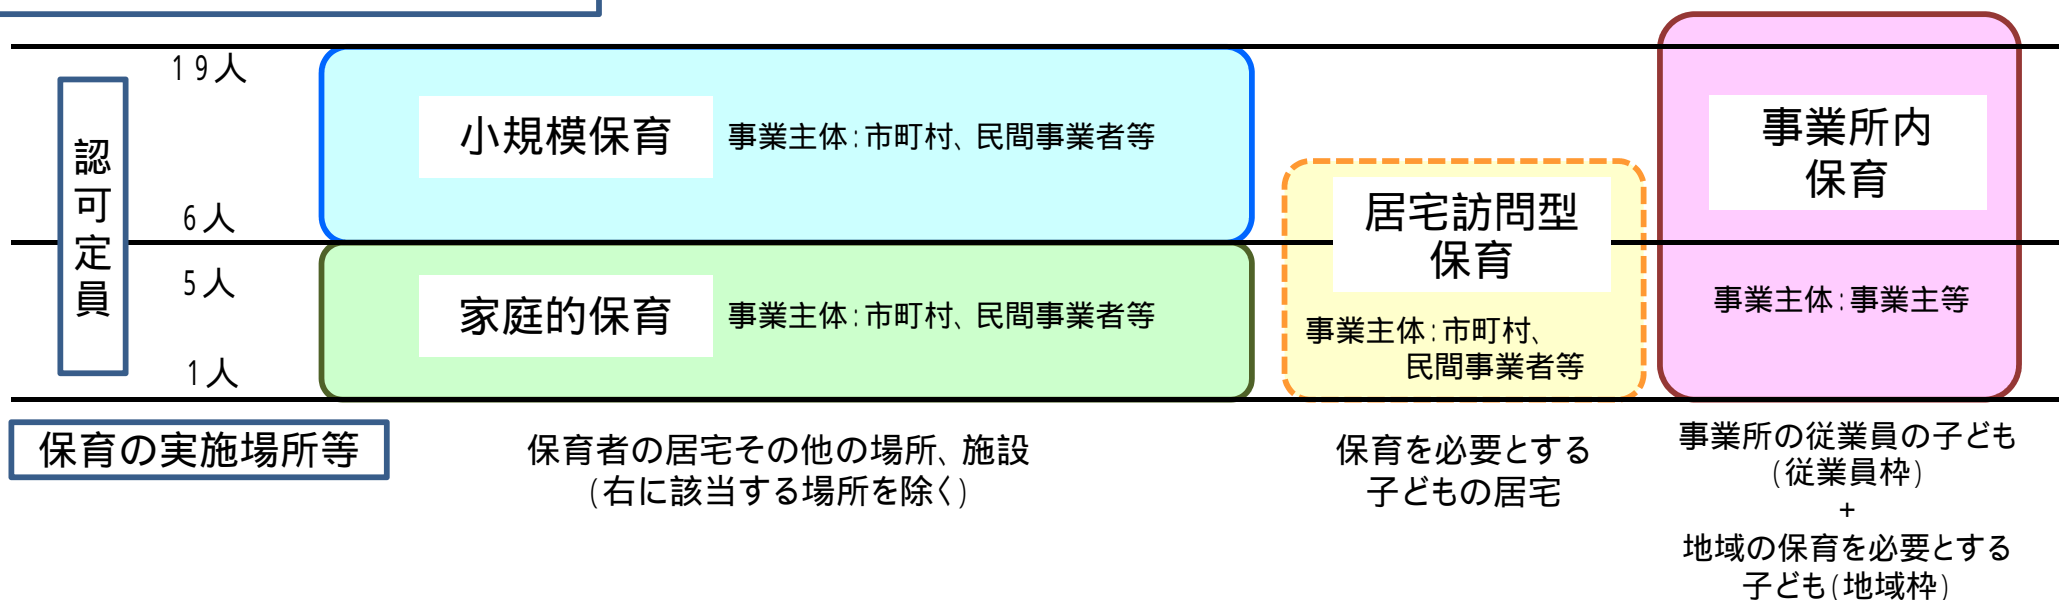 認可定員
19人
6人
5人
1人
小規模保育
事業主体:市町村、民間事業者等
家庭的保育
事業主体:市町村、民間事業者等
居宅訪問型
保育
事業主体:市町村、
民間事業者等
事業所内
保育
事業主体:事業主等
保育の実施場所等
保育者の居宅その他の場所、施設
(右に該当する場所を除く)
保育を必要とする
子どもの居宅
事業所の従業員の子ども
(従業員枠)
+
地域の保育を必要とする
子ども(地域枠)